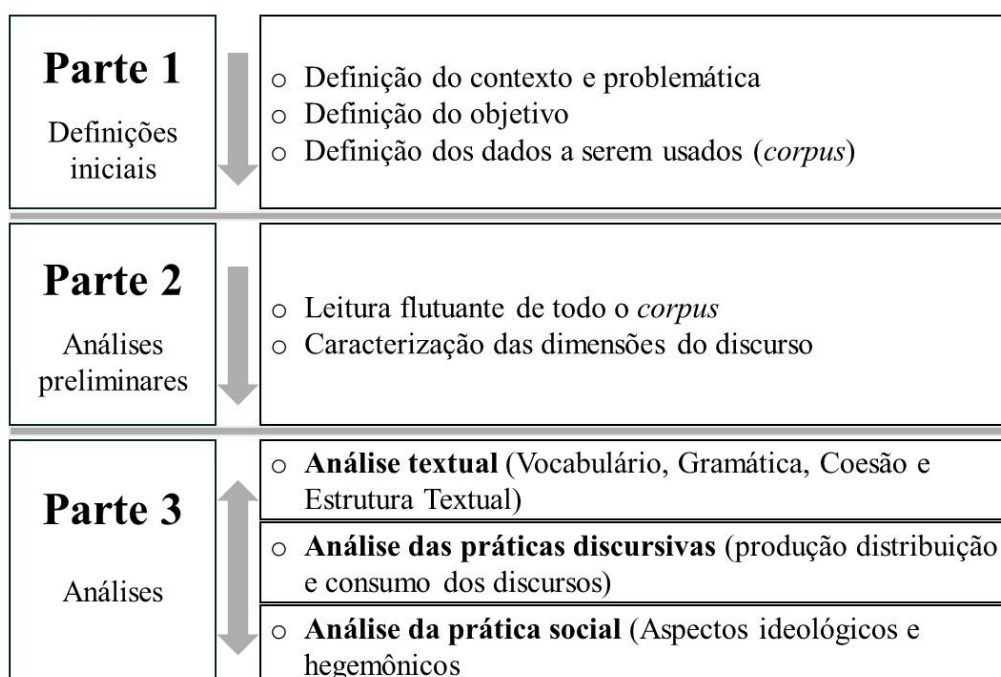 Parte 1
Definições
iniciais
o Definição do contexto e problemática
o Definição do objetivo
o Definição dos dados a serem usados (corpus)
Parte 2
Análises
preliminares
o Leitura flutuante de todo o corpus
o Caracterização das dimensões do discurso
Parte 3
Análises
o Análise textual (Vocabulário, Gramática, Coesão e
Estrutura Textual)
o Análise das práticas discursivas (produção distribuição
e consumo dos discursos)
o Análise da prática social (Aspectos ideológicos e
hegemônicos